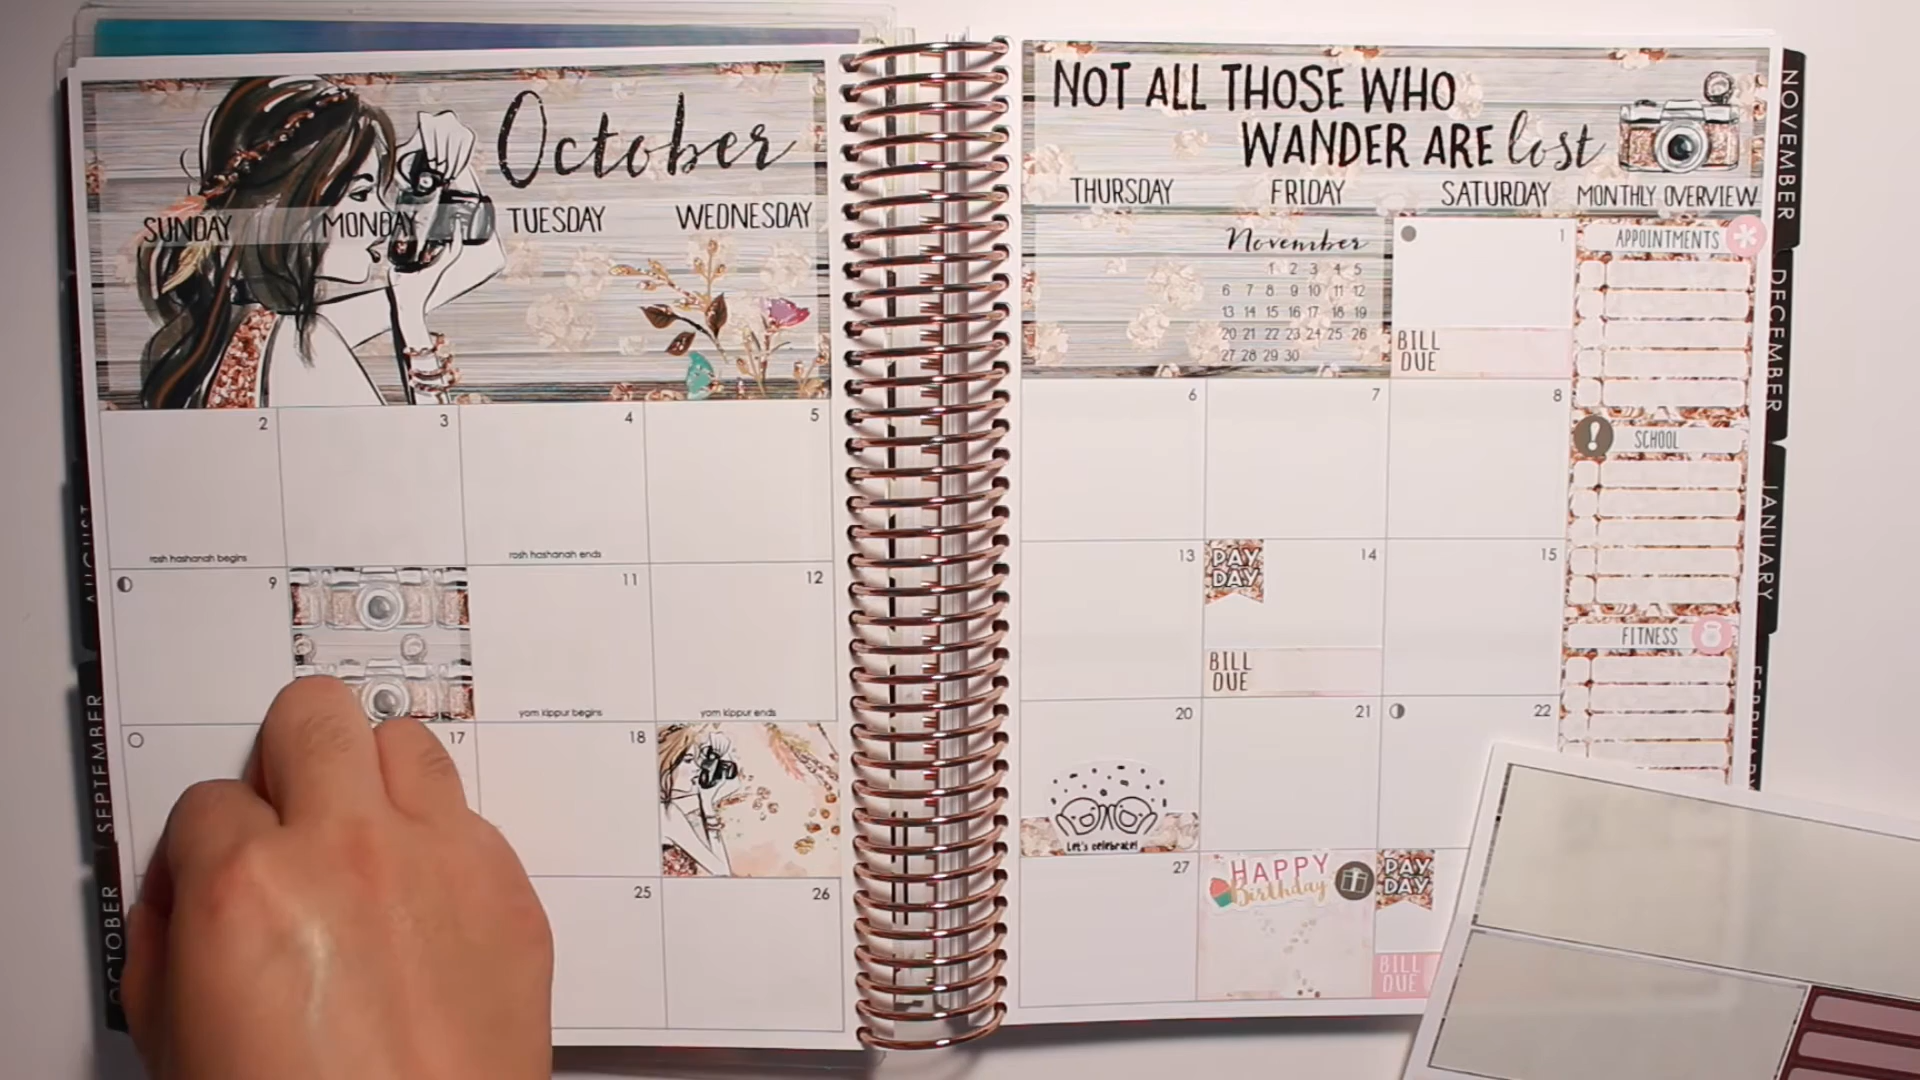 October
SUNDAY MONDAY TUESDAY WEDNESDAY
2 3 4 5
rosh hashanah begins
rosh hashanah ends
9 11 12
yom kippur begins
yom kippur ends
17 18
25 26
NOT ALL THOSE WHO
WANDER ARE lost
THURSDAY FRIDAY SATURDAY MONTHLY OVERVIEW
November
1 2 3 4 5
6 7 8 9 10 11 12
13 14 15 16 17 18 19
20 21 22 23 24 25 26
27 28 29 30
1
BILL
DUE
6 7 8
13 14 15
PAY
DAY
BILL
DUE
20 21 22
Let's celebrate!
27
HAPPY
Birthday
PAY
DAY
BILL
DUE
APPOINTMENTS
SCHOOL
FITNESS
AUGUST
SEPTEMBER
OCTOBER
NOVEMBER
DECEMBER
JANUARY
FEBRUARY